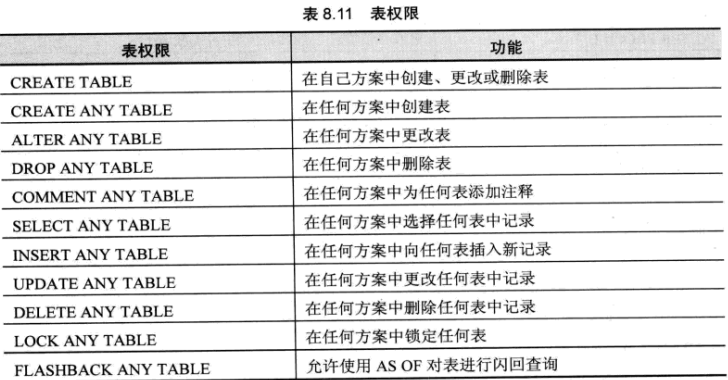 表 8.11 表权限
表权限 功能
CREATE TABLE 在自己方案中创建、更改或删除表
CREATE ANY TABLE 在任何方案中创建表
ALTER ANY TABLE 在任何方案中更改表
DROP ANY TABLE 在任何方案中删除表
COMMENT ANY TABLE 在任何方案中为任何表添加注释
SELECT ANY TABLE 在任何方案中选择任何表中记录
INSERT ANY TABLE 在任何方案中向任何表插入新记录
UPDATE ANY TABLE 在任何方案中更改任何表中记录
DELETE ANY TABLE 在任何方案中删除任何表中记录
LOCK ANY TABLE 在任何方案中锁定任何表
FLASHBACK ANY TABLE 允许使用 AS OF 对表进行闪回查询